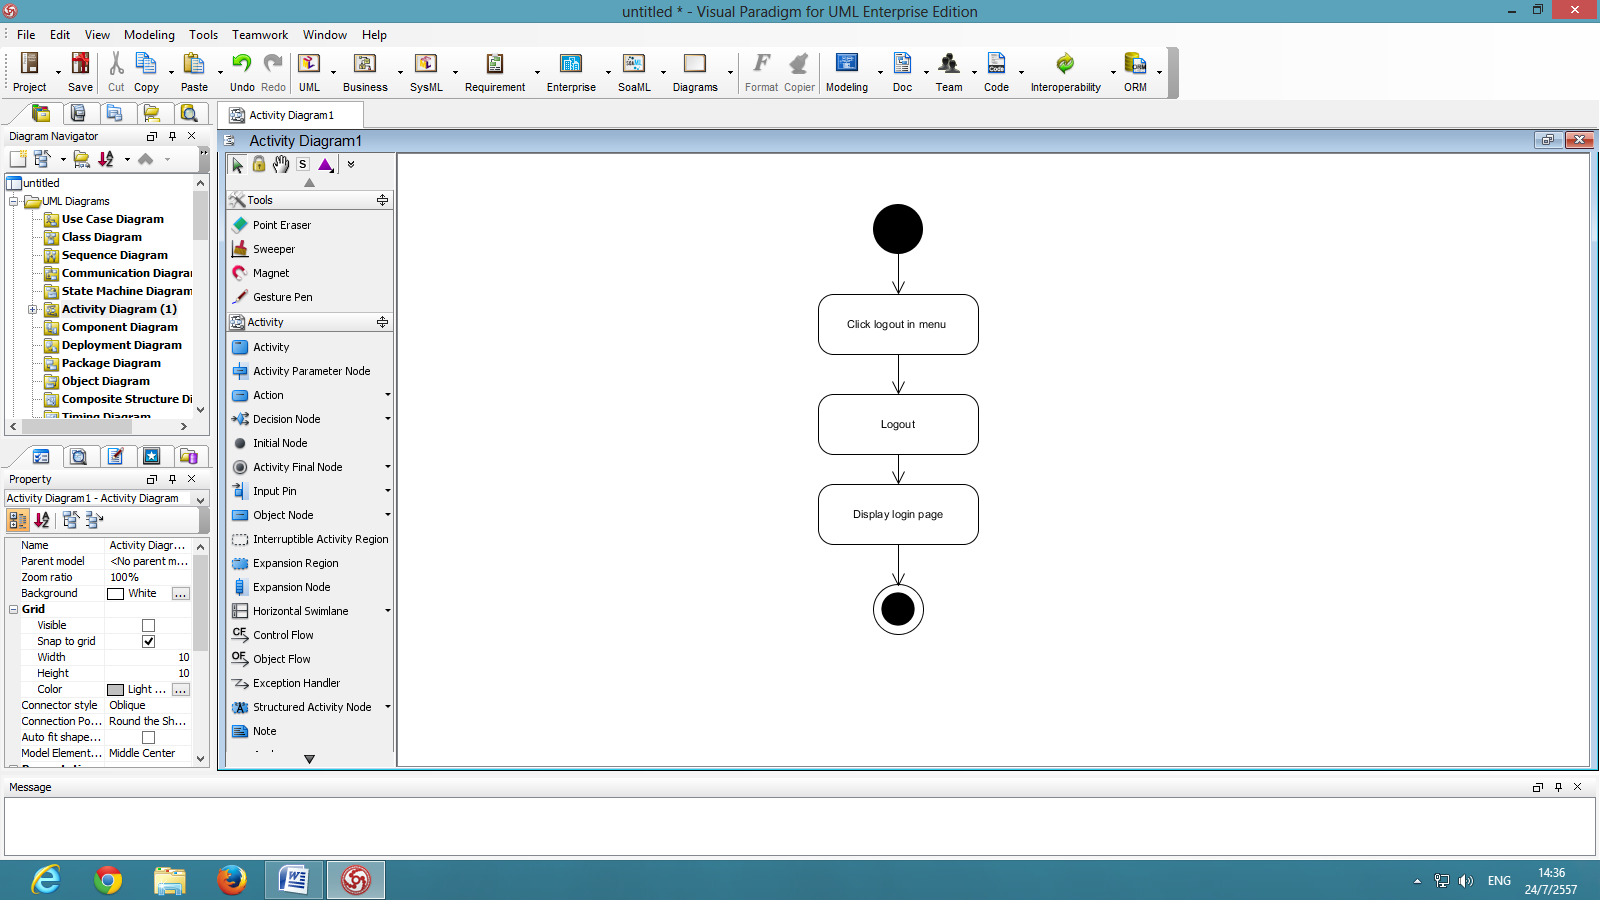 untitled * - Visual Paradigm for UML Enterprise Edition
File Edit View Modeling Tools Teamwork Window Help
Project Save Cut Copy Paste Undo Redo UML Business SysML Requirement Enterprise SoaML Diagrams Format Copier Modeling Doc Team Code Interoperability ORM
Activity Diagram1
Diagram Navigator
Activity Diagram1
untitled
UML Diagrams
Use Case Diagram
Class Diagram
Sequence Diagram
Communication Diagra
State Machine Diagram
Activity Diagram (1)
Component Diagram
Deployment Diagram
Package Diagram
Object Diagram
Composite Structure Di
Timing Diagram
Property
Activity Diagram1 - Activity Diagram
Name Activity Diagr...
Parent model <No parent m...
Zoom ratio 100%
Background White ...
Grid
Visible
Snap to grid
Width 10
Height 10
Color Light ... ...
Connector style Oblique
Connection Po... Round the Sh...
Auto fit shape...
Model Element... Middle Center
S
Tools
Point Eraser
Sweeper
Magnet
Gesture Pen
Activity
Activity
Activity Parameter Node
Action
Decision Node
Initial Node
Activity Final Node
Input Pin
Object Node
Interruptible Activity Region
Expansion Region
Expansion Node
Horizontal Swimlane
CF Control Flow
OF Object Flow
Exception Handler
Structured Activity Node
Note
Click logout in menu
Logout
Display login page
Message
ENG
14:36
24/7/2557